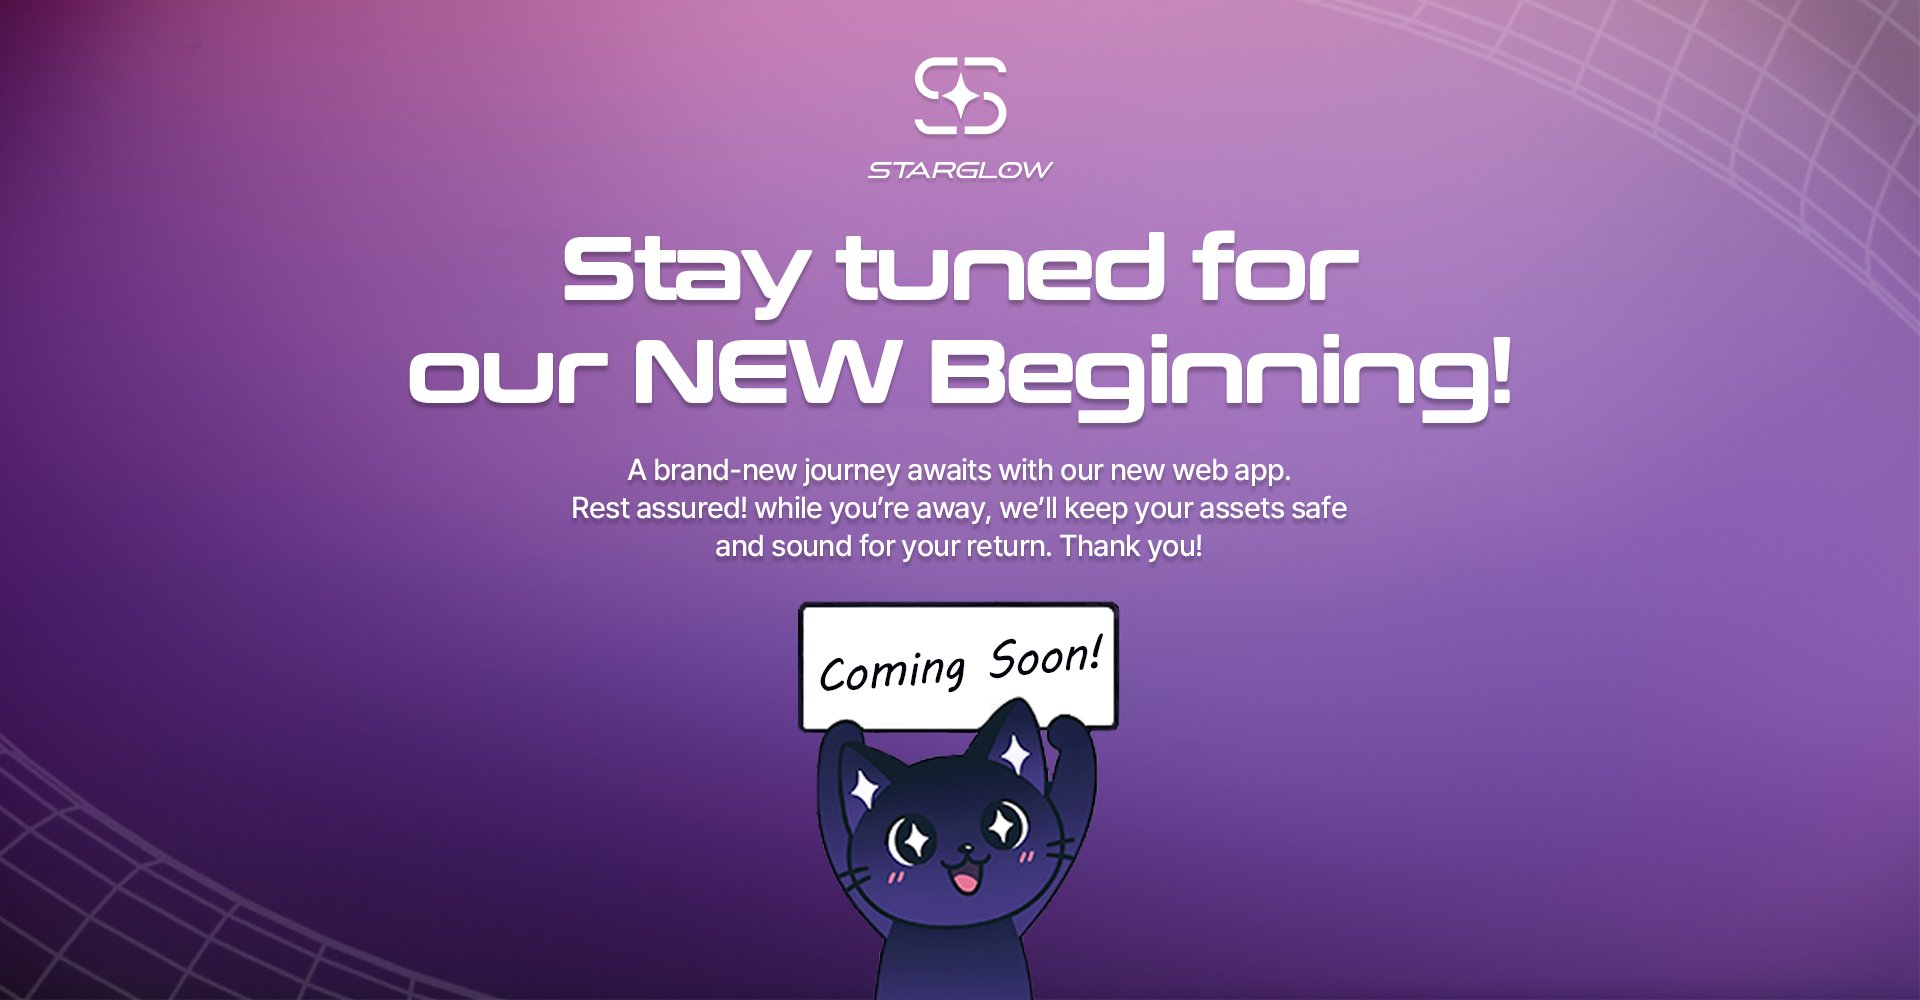 STARGLOW
Stay tuned for
our NEW Beginning!
A brand-new journey awaits with our new web app.
Rest assured! while you’re away, we’ll keep your assets safe
and sound for your return. Thank you!
Coming Soon!